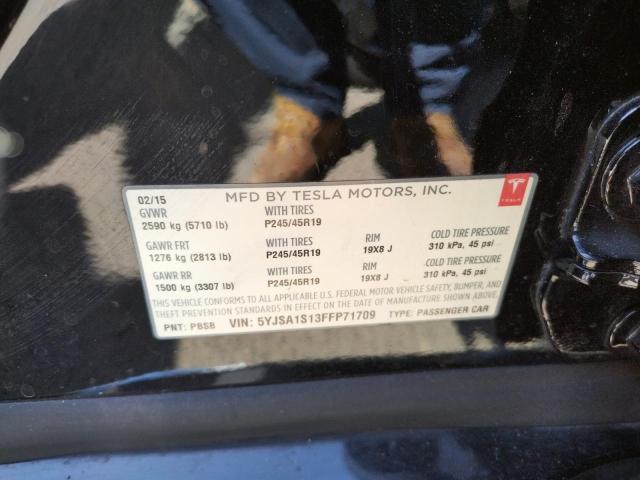 02/15 MFD BY TESLA MOTORS, INC.
TESLA
GVWR WITH TIRES
2590 kg (5710 lb) P245/45R19
GAWR FRT WITH TIRES RIM COLD TIRE PRESSURE
1276 kg (2813 lb) P245/45R19 19X8 J 310 kPa, 45 psi
GAWR RR WITH TIRES RIM COLD TIRE PRESSURE
1500 kg (3307 lb) P245/45R19 19X8 J 310 kPa, 45 psi
THIS VEHICLE CONFORMS TO ALL APPLICABLE U.S. FEDERAL MOTOR VEHICLE SAFETY, BUMPER, AND
THEFT PREVENTION STANDARDS IN EFFECT ON THE DATE OF MANUFACTURE SHOWN ABOVE.
PNT: PBSB VIN: 5YJSA1S13FFP71709 TYPE: PASSENGER CAR